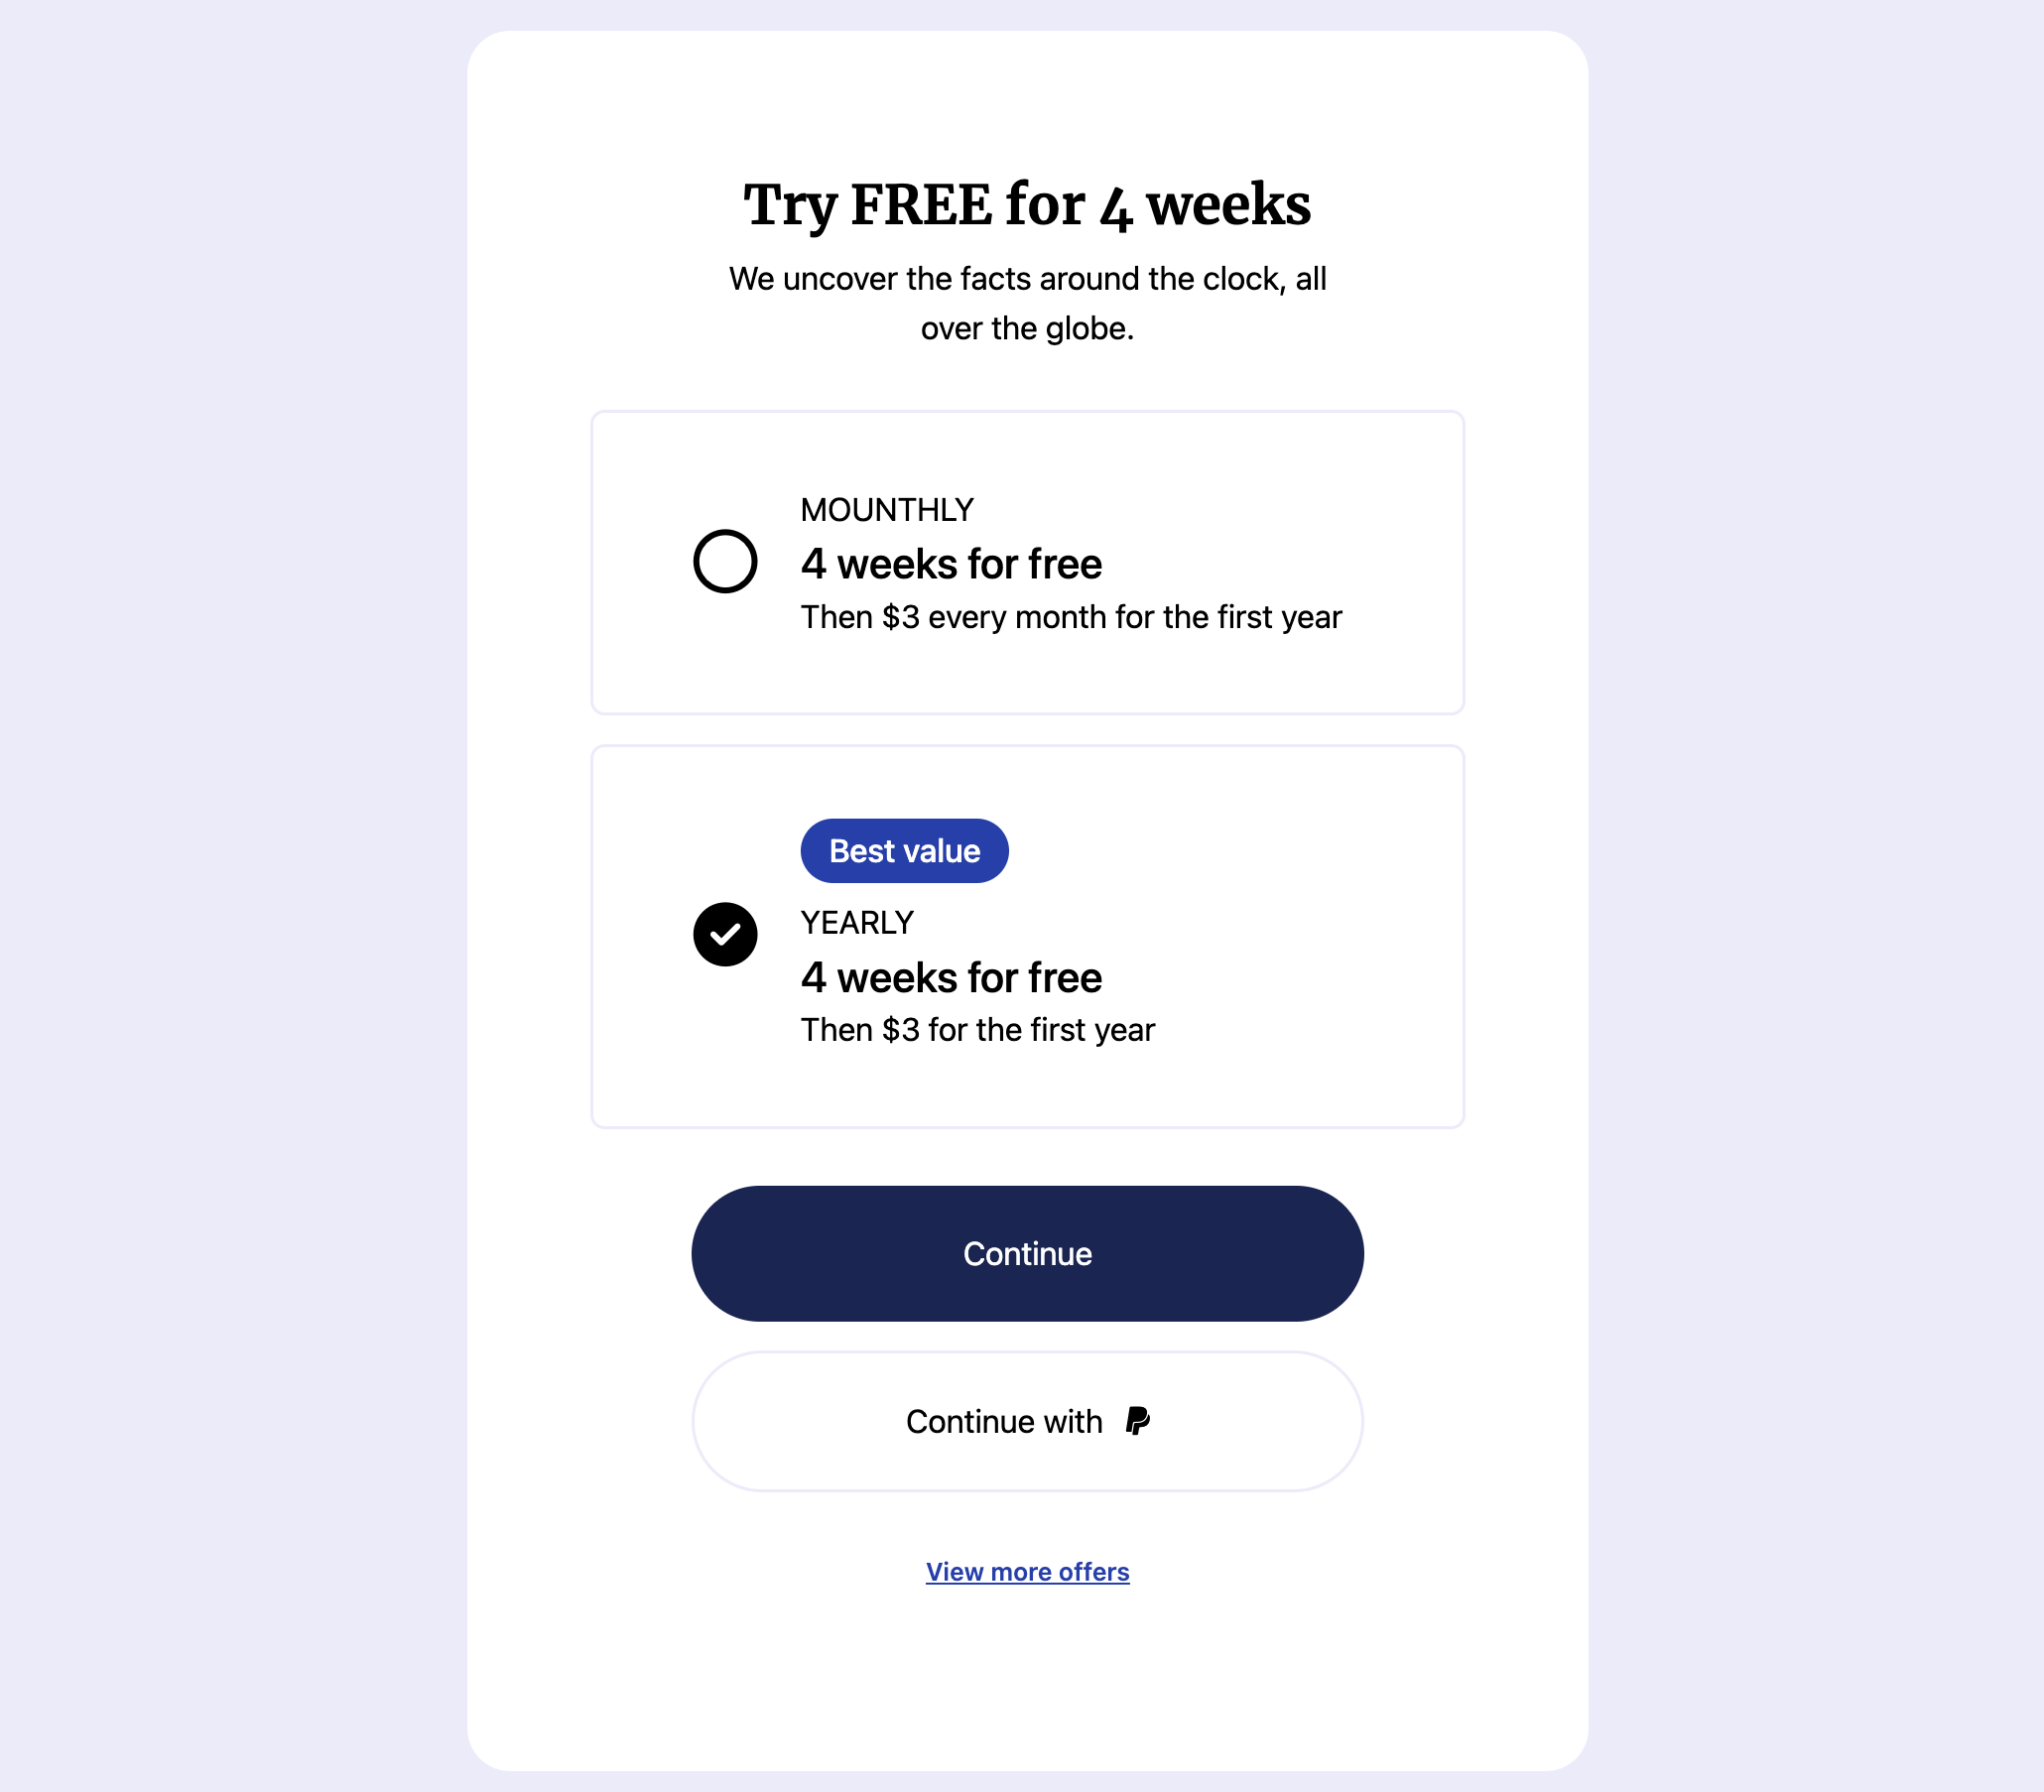 Try FREE for 4 weeks
We uncover the facts around the clock, all
over the globe.
MOUNTHLY
4 weeks for free
Then $3 every month for the first year
Best value
YEARLY
4 weeks for free
Then $3 for the first year
Continue
Continue with
View more offers